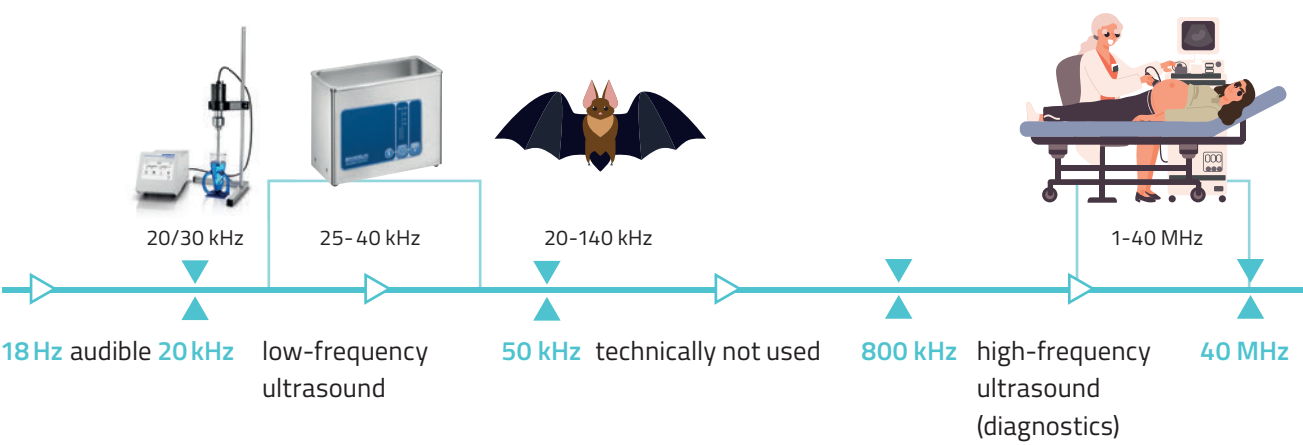 20/30 kHz
25-40 kHz
20-140 kHz
1-40 MHz
18 Hz audible 20 kHz low-frequency ultrasound
50 kHz technically not used
800 kHz high-frequency ultrasound (diagnostics)
40 MHz